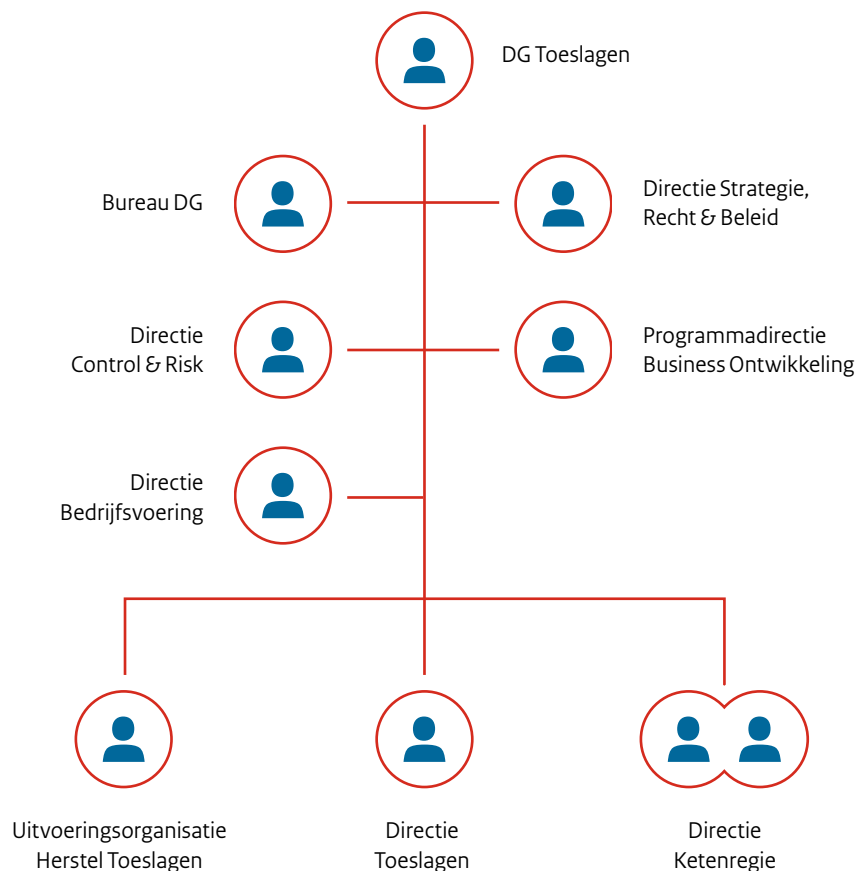 DG Toeslagen
Bureau DG
Directie Strategie,
Recht & Beleid
Directie
Control & Risk
Programmadirectie
Business Ontwikkeling
Directie
Bedrijfsvoering
Uitvoeringsorganisatie
Herstel Toeslagen
Directie
Toeslagen
Directie
Ketenregie